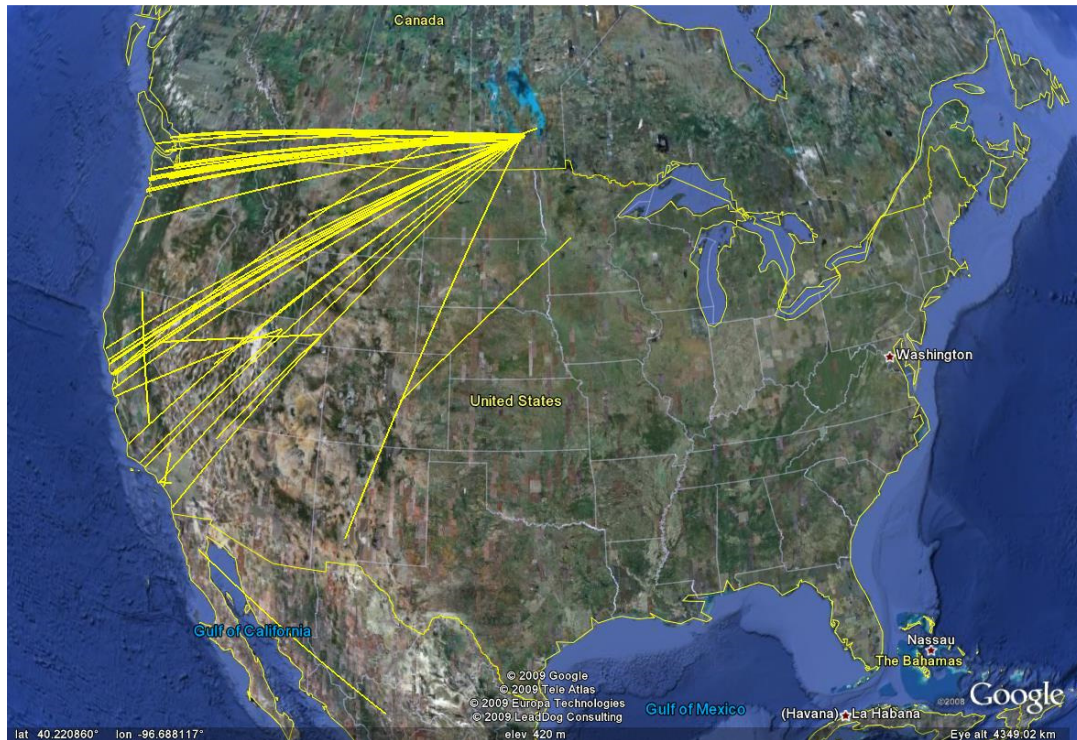 Canada
Washington
United States
Gulf of California
Nassau
The Bahamas
© 2009 Google
© 2009 Tele Atlas
© 2009 Europa Technologies
© 2009 LeadDog Consulting
Gulf of Mexico
(Havana) La Habana
©2008 Google
lat 40.220860° lon -96.688117° elev 420 m Eye alt 4349.02 km